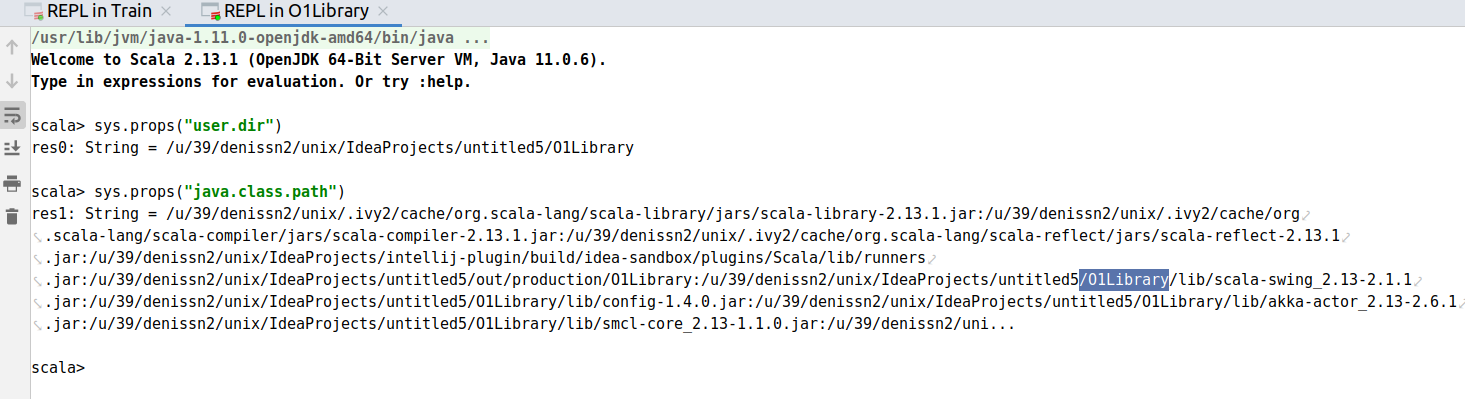 REPL in Train × REPL in O1Library ×
/usr/lib/jvm/java-1.11.0-openjdk-amd64/bin/java ...
Welcome to Scala 2.13.1 (OpenJDK 64-Bit Server VM, Java 11.0.6).
Type in expressions for evaluation. Or try :help.
scala> sys.props("user.dir")
res0: String = /u/39/denissn2/unix/IdeaProjects/untitled5/O1Library
scala> sys.props("java.class.path")
res1: String = /u/39/denissn2/unix/.ivy2/cache/org.scala-lang/scala-library/jars/scala-library-2.13.1.jar:/u/39/denissn2/unix/.ivy2/cache/org
.scala-lang/scala-compiler/jars/scala-compiler-2.13.1.jar:/u/39/denissn2/unix/.ivy2/cache/org.scala-lang/scala-reflect/jars/scala-reflect-2.13.1
.jar:/u/39/denissn2/unix/IdeaProjects/intellij-plugin/build/idea-sandbox/plugins/Scala/lib/runners
.jar:/u/39/denissn2/unix/IdeaProjects/untitled5/out/production/O1Library:/u/39/denissn2/unix/IdeaProjects/untitled5/O1Library/lib/scala-swing_2.13-2.1.1
.jar:/u/39/denissn2/unix/IdeaProjects/untitled5/O1Library/lib/config-1.4.0.jar:/u/39/denissn2/unix/IdeaProjects/untitled5/O1Library/lib/akka-actor_2.13-2.6.1
.jar:/u/39/denissn2/unix/IdeaProjects/untitled5/O1Library/lib/smcl-core_2.13-1.1.0.jar:/u/39/denissn2/uni...
scala>